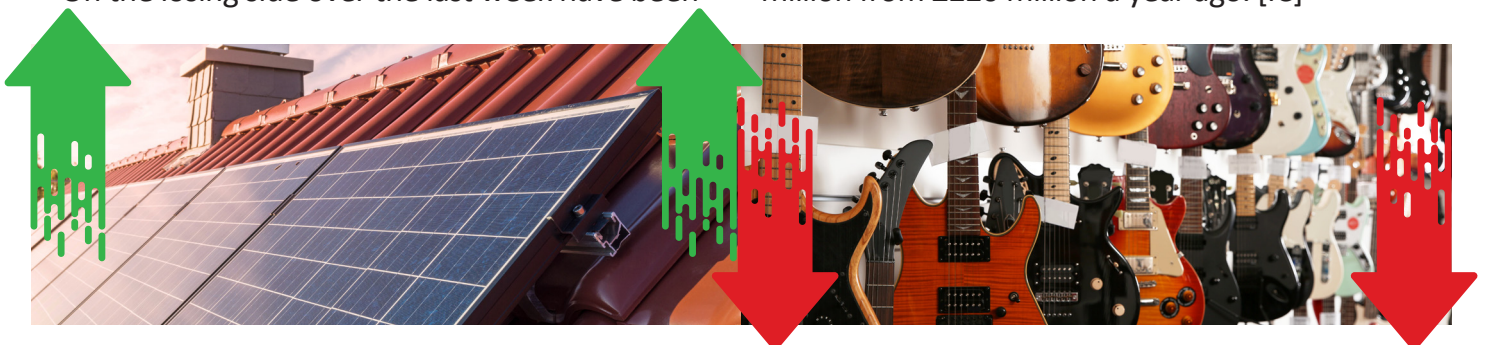 On the losing side over the last week have been
million from million a year ago.